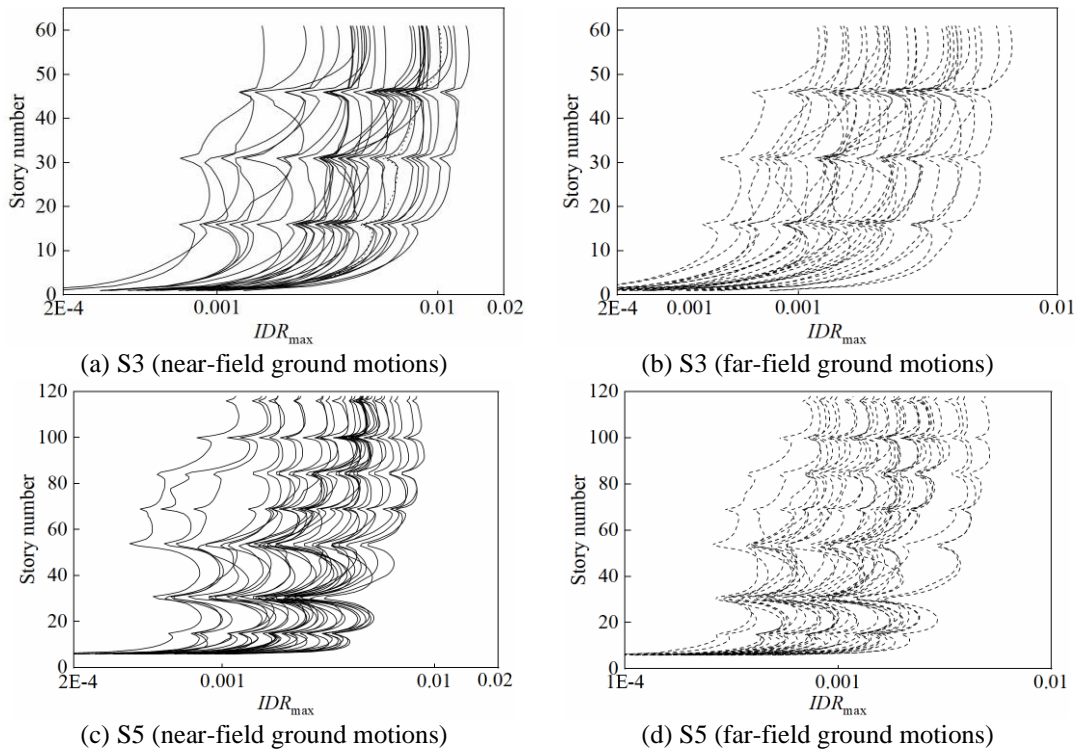 60
50
40
30
20
10
0
Story number
2E-4 0.001 0.01 0.02
IDRmax
(a) S3 (near-field ground motions)
60
50
40
30
20
10
0
Story number
2E-4 0.001 0.001 0.01
IDRmax
(b) S3 (far-field ground motions)
120
100
80
60
40
20
0
Story number
2E-4 0.001 0.01 0.02
IDRmax
(c) S5 (near-field ground motions)
120
100
80
60
40
20
0
Story number
1E-4 0.001 0.01
IDRmax
(d) S5 (far-field ground motions)